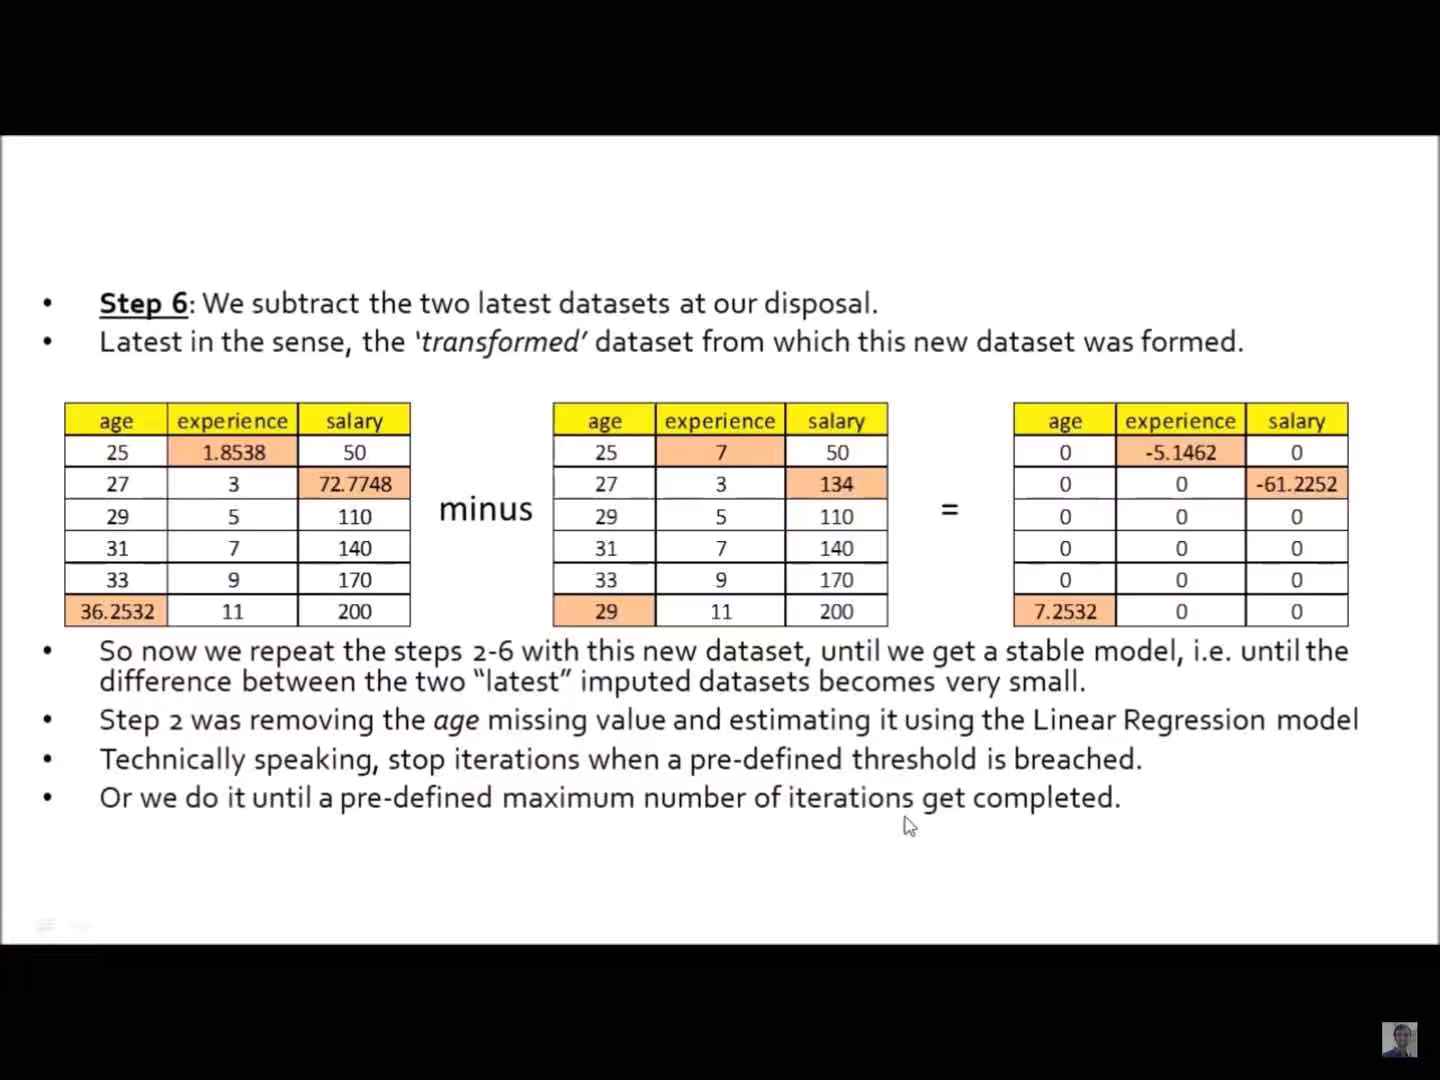 • Step 6: We subtract the two latest datasets at our disposal.
• Latest in the sense, the ‘transformed’ dataset from which this new dataset was formed.
age experience salary
25 1.8538 50
27 3 72.7748
29 5 110
31 7 140
33 9 170
36.2532 11 200
minus
age experience salary
25 7 50
27 3 134
29 5 110
31 7 140
33 9 170
29 11 200
=
age experience salary
0 -5.1462 0
0 0 -61.2252
0 0 0
0 0 0
0 0 0
7.2532 0 0
• So now we repeat the steps 2-6 with this new dataset, until we get a stable model, i.e. until the
difference between the two “latest” imputed datasets becomes very small.
• Step 2 was removing the age missing value and estimating it using the Linear Regression model
• Technically speaking, stop iterations when a pre-defined threshold is breached.
• Or we do it until a pre-defined maximum number of iterations get completed.